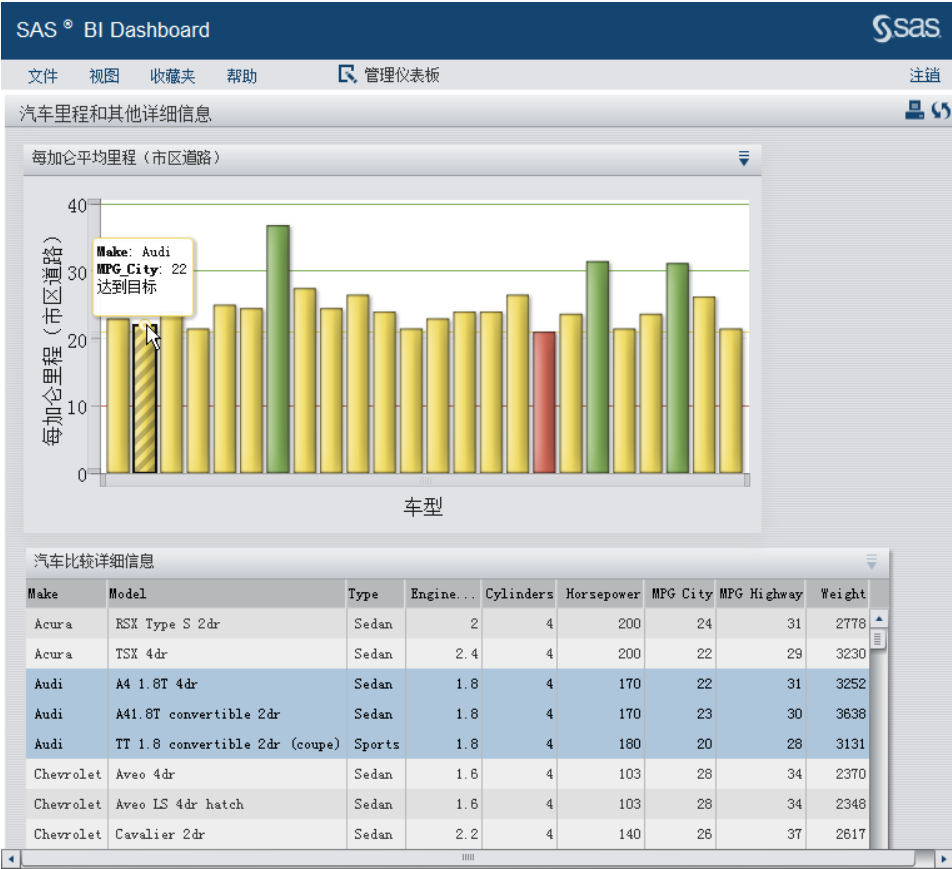 SAS ® BI Dashboard
sas
文件 视图 收藏夹 帮助 管理仪表板 注销
汽车里程和其他详细信息
每加仑平均里程（市区道路）
每加仑里程（市区道路）
40
30
20
10
0
Make: Audi
MPG_City: 22
达到目标
车型
汽车比较详细信息
Make Model Type Engine... Cylinders Horsepower MPG City MPG Highway Weight
Acura RSX Type S 2dr Sedan 2 4 200 24 31 2778
Acura TSX 4dr Sedan 2.4 4 200 22 29 3230
Audi A4 1.8T 4dr Sedan 1.8 4 170 22 31 3252
Audi A41.8T convertible 2dr Sedan 1.8 4 170 23 30 3638
Audi TT 1.8 convertible 2dr (coupe) Sports 1.8 4 180 20 28 3131
Chevrolet Aveo 4dr Sedan 1.6 4 103 28 34 2370
Chevrolet Aveo LS 4dr hatch Sedan 1.6 4 103 28 34 2348
Chevrolet Cavalier 2dr Sedan 2.2 4 140 26 37 2617